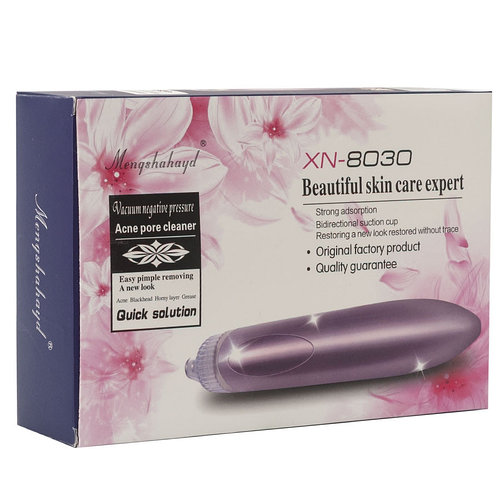 Mengshahayd ®
Mengshahayd ®
Vacuum negative pressure
Acne pore cleaner
Easy pimple removing
A new look
Acne Blackhead Horny layer Grease
Quick solution
XN-8030
Beautiful skin care expert
Strong adsorption
Bidirectional suction cup
Restoring a new look restored without trace
• Original factory product
• Quality guarantee